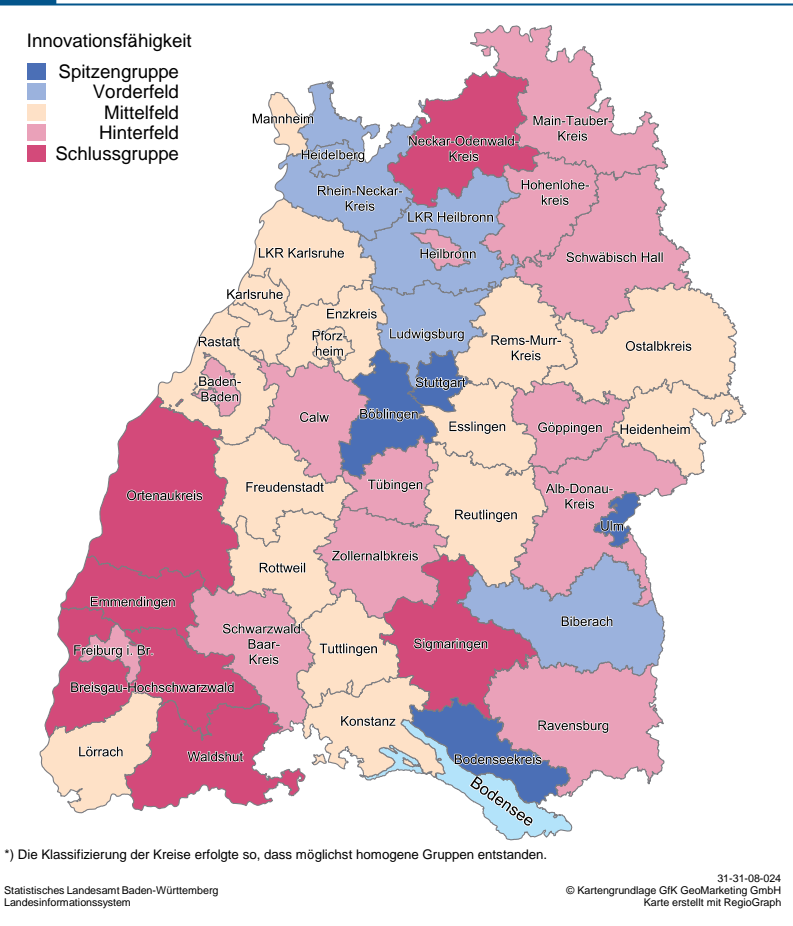 Innovationsfähigkeit
Spitzengruppe
Vorderfeld
Mittelfeld
Hinterfeld
Schlussgruppe
Mannheim
Heidelberg
Rhein-Neckar-
Kreis
Neckar-Odenwald-
Kreis
Main-Tauber-
Kreis
Hohenlohe-
kreis
LKR Heilbronn
Heilbronn
Schwäbisch Hall
LKR Karlsruhe
Karlsruhe
Enzkreis
Pforz-
heim
Ludwigsburg
Rems-Murr-
Kreis
Ostalbkreis
Rastatt
Baden-
Baden
Calw
Böblingen
Stuttgart
Esslingen
Göppingen
Heidenheim
Ortenaukreis
Freudenstadt
Tübingen
Reutlingen
Alb-Donau-
Kreis
Ulm
Rottweil
Zollernalbkreis
Emmendingen
Freiburg i. Br.
Schwarzwald-
Baar-
Kreis
Tuttlingen
Sigmaringen
Biberach
Breisgau-Hochschwarzwald
Konstanz
Ravensburg
Lörrach
Waldshut
Bodenseekreis
Bodensee
*) Die Klassifizierung der Kreise erfolgte so, dass möglichst homogene Gruppen entstanden.
31-31-08-024
Statistisches Landesamt Baden-Württemberg
© Kartengrundlage GfK GeoMarketing GmbH
Landesinformationssystem
Karte erstellt mit RegioGraph